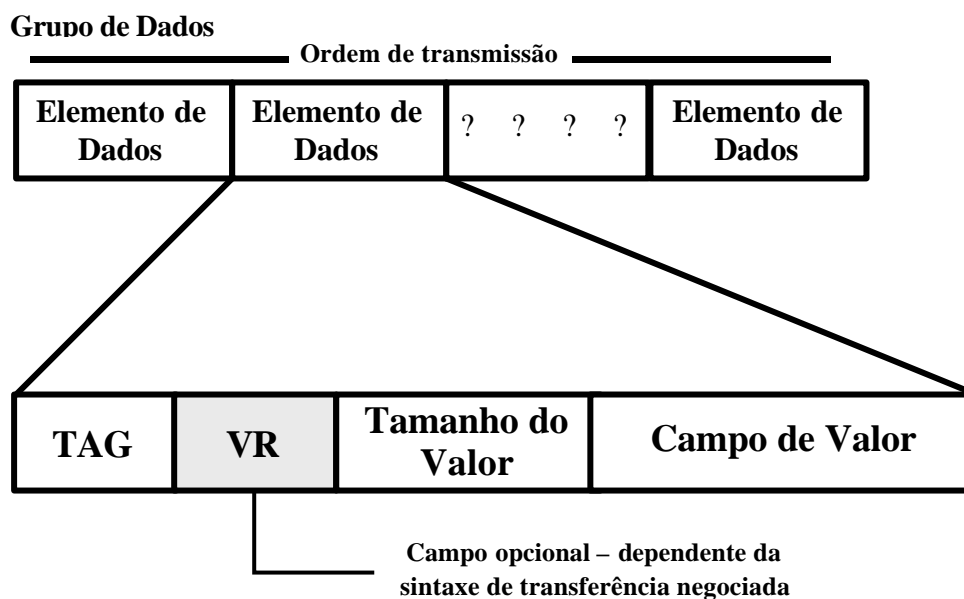 Grupo de Dados
Ordem de transmissão
Elemento de
Dados
Elemento de
Dados
? ? ? ?
Elemento de
Dados
TAG
VR
Tamanho do
Valor
Campo de Valor
Campo opcional – dependente da
sintaxe de transferência negociada